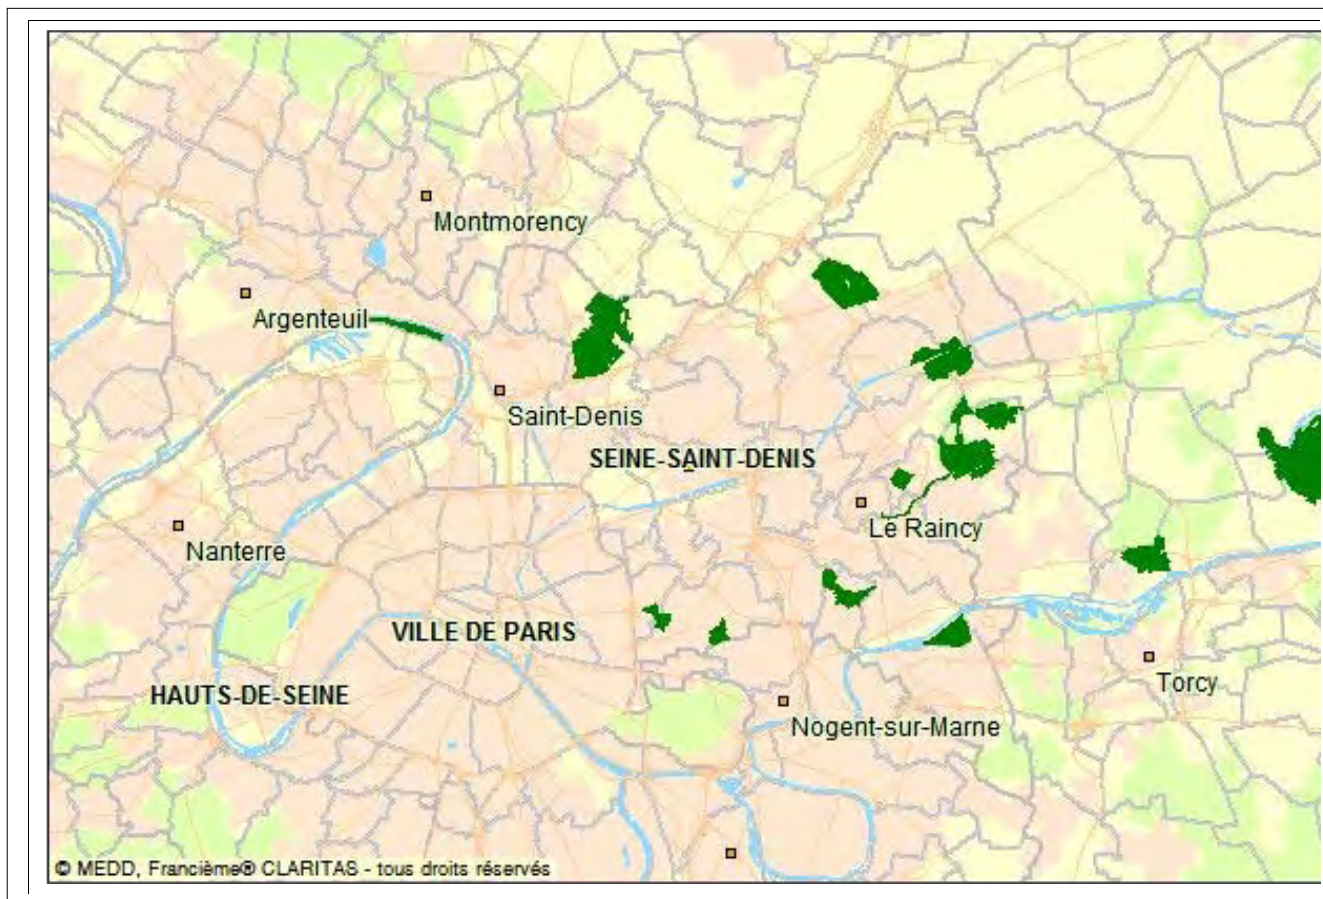 Montmorency
Argenteuil
Saint-Denis
SEINE-SAINT-DENIS
Le Raincy
Nanterre
VILLE DE PARIS
Torcy
HAUTS-DE-SEINE
Nogent-sur-Marne
© MEDD, Francième® CLARITAS - tous droits réservés